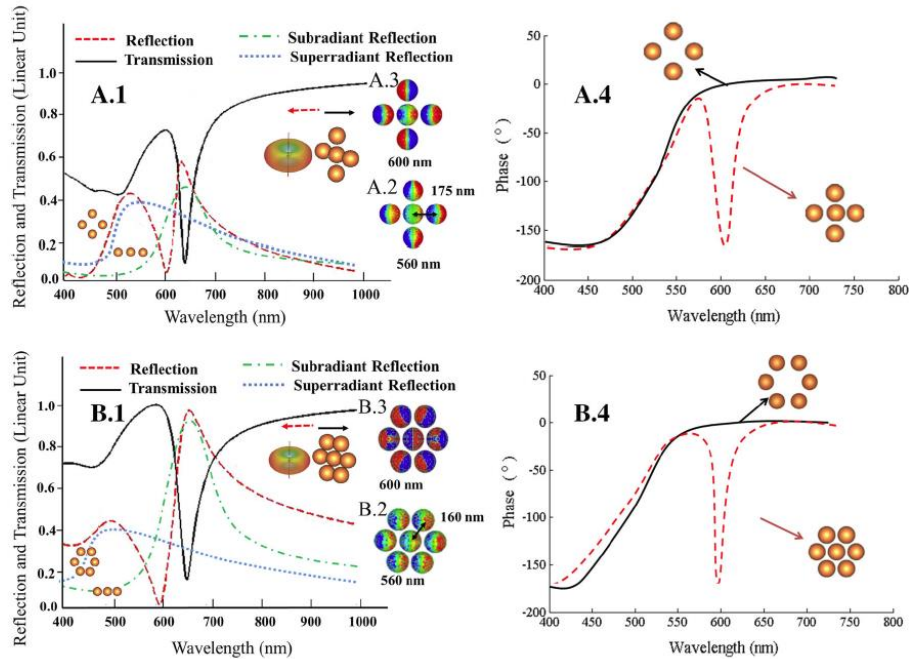 Reflection
Transmission
Subradiant Reflection
Superradiant Reflection
Reflection and Transmission (Linear Unit)
1.0
0.8
0.6
0.4
0.2
0.0
A.1
A.3
600 nm
A.2
175 nm
560 nm
400 500 600 700 800 900 1000
Wavelength (nm)
50
0
-50
-100
-150
-200
Phase (°)
A.4
400 450 500 550 600 650 700 750 800
Wavelength (nm)
Reflection
Transmission
Subradiant Reflection
Superradiant Reflection
Reflection and Transmission (Linear Unit)
1.0
0.8
0.6
0.4
0.2
0.0
B.1
B.3
600 nm
B.2
160 nm
560 nm
400 500 600 700 800 900 1000
Wavelength (nm)
50
0
-50
-100
-150
-200
Phase (°)
B.4
400 450 500 550 600 650 700 750
Wavelength (nm)